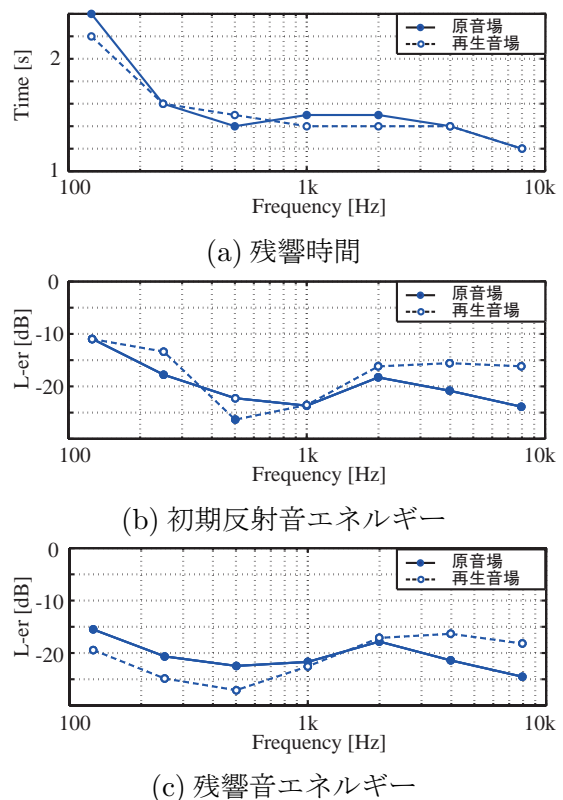 原音場
再生音場
2
1
Time [s]
100
1k
10k
Frequency [Hz]
(a) 残響時間
原音場
再生音場
0
-10
-20
L-er [dB]
100
1k
10k
Frequency [Hz]
(b) 初期反射音エネルギー
原音場
再生音場
0
-10
-20
L-er [dB]
100
1k
10k
Frequency [Hz]
(c) 残響音エネルギー